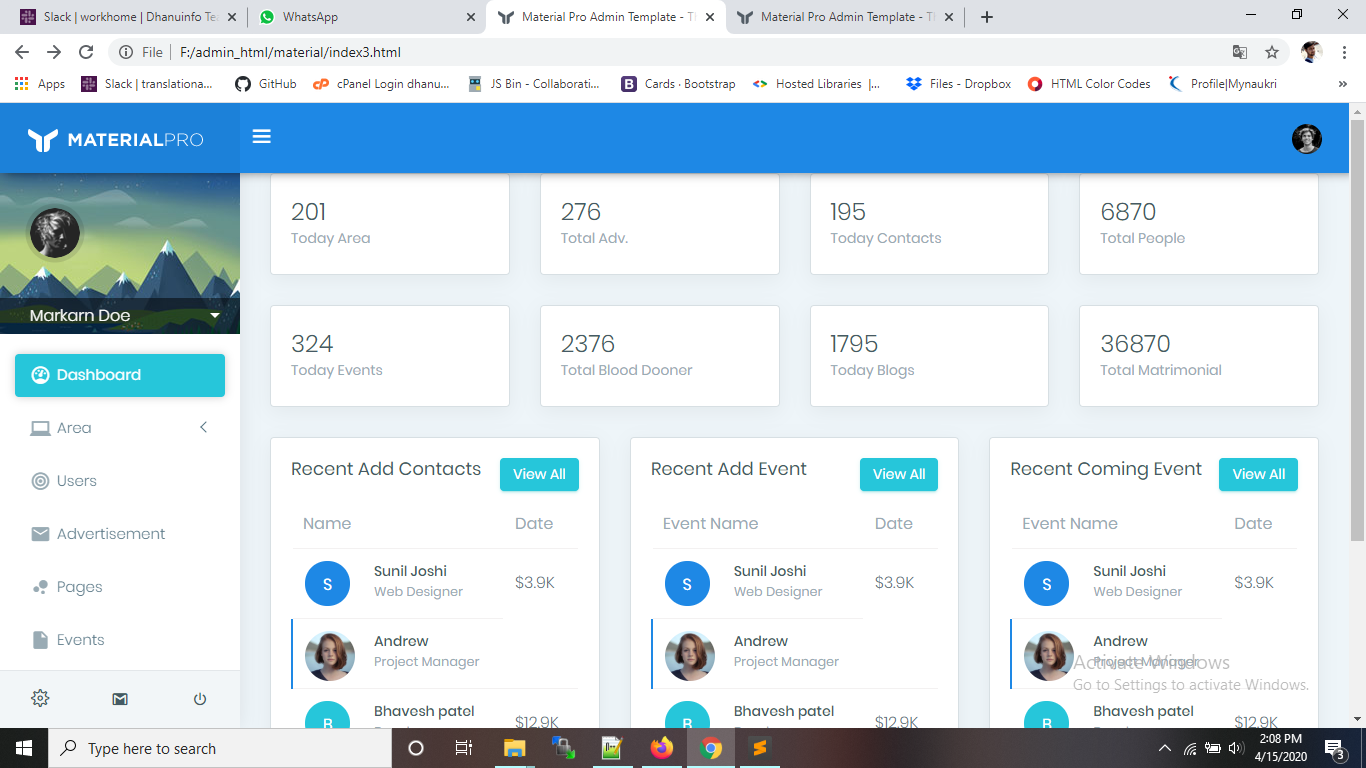 Slack | workhome | Dhanuinfo Te
WhatsApp
Material Pro Admin Template - T
Material Pro Admin Template - T
File
F:/admin_html/material/index3.html
Apps
Slack | translationa...
GitHub
cPanel Login dhanu...
JS Bin - Collaborati...
Cards · Bootstrap
Hosted Libraries |...
Files - Dropbox
HTML Color Codes
Profile|Mynaukri
»
MATERIALPRO
Markarn Doe
Dashboard
Area
Users
Advertisement
Pages
Events
201
Today Area
276
Total Adv.
195
Today Contacts
6870
Total People
324
Today Events
2376
Total Blood Dooner
1795
Today Blogs
36870
Total Matrimonial
Recent Add Contacts
View All
Name Date
S
Sunil Joshi
Web Designer
$3.9K
Andrew
Project Manager
B
Bhavesh patel
$12.9K
Recent Add Event
View All
Event Name Date
S
Sunil Joshi
Web Designer
$3.9K
Andrew
Project Manager
B
Bhavesh patel
$12.9K
Recent Coming Event
View All
Event Name Date
S
Sunil Joshi
Web Designer
$3.9K
Andrew
Project Manager
B
Bhavesh patel
$12.9K
Activate Windows
Go to Settings to activate Windows.
Type here to search
2:08 PM
4/15/2020
3